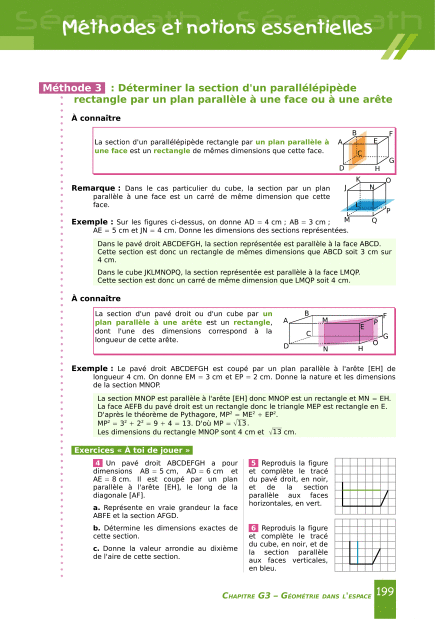 Sésamath Sésamath
Méthodes et notions essentielles
Méthode 3 : Déterminer la section d'un parallélépipède
rectangle par un plan parallèle à une face ou à une arête
À connaître
La section d'un parallélépipède rectangle par un plan parallèle à
une face est un rectangle de mêmes dimensions que cette face.
B F
A E
C G
D H
Remarque : Dans le cas particulier du cube, la section par un plan
parallèle à une face est un carré de même dimension que cette
face.
K O
J N
L P
M Q
Exemple : Sur les figures ci-dessus, on donne AD = 4 cm ; AB = 3 cm ;
AE = 5 cm et JN = 4 cm. Donne les dimensions des sections représentées.
Dans le pavé droit ABCDEFGH, la section représentée est parallèle à la face ABCD.
Cette section est donc un rectangle de mêmes dimensions que ABCD soit 3 cm sur
4 cm.
Dans le cube JKLMNOPQ, la section représentée est parallèle à la face LMQP.
Cette section est donc un carré de même dimension que LMQP soit 4 cm.
À connaître
La section d'un pavé droit ou d'un cube par un
plan parallèle à une arête est un rectangle,
dont l'une des dimensions correspond à la
longueur de cette arête.
B F
A M P
E
C G
O
D N H
Exemple : Le pavé droit ABCDEFGH est coupé par un plan parallèle à l'arête [EH] de
longueur 4 cm. On donne EM = 3 cm et EP = 2 cm. Donne la nature et les dimensions
de la section MNOP.
La section MNOP est parallèle à l'arête [EH] donc MNOP est un rectangle et MN = EH.
La face AEFB du pavé droit est un rectangle donc le triangle MEP est rectangle en E.
D'après le théorème de Pythagore, MP² = ME² + EP².
MP² = 3² + 2² = 9 + 4 = 13. D'où MP = √13.
Les dimensions du rectangle MNOP sont 4 cm et √13 cm.
Exercices « À toi de jouer »
4 Un pavé droit ABCDEFGH a pour
dimensions AB = 5 cm, AD = 6 cm et
AE = 8 cm. Il est coupé par un plan
parallèle à l'arête [EH], le long de la
diagonale [AF].
a. Représente en vraie grandeur la face
ABFE et la section AFGD.
b. Détermine les dimensions exactes de
cette section.
c. Donne la valeur arrondie au dixième
de l'aire de cette section.
5 Reproduis la figure
et complète le tracé
du pavé droit, en noir,
et de la section
parallèle aux faces
horizontales, en vert.
6 Reproduis la figure
et complète le tracé
du cube, en noir, et de
la section parallèle
aux faces verticales,
en bleu.
Chapitre G3 – Géométrie dans l'espace 199